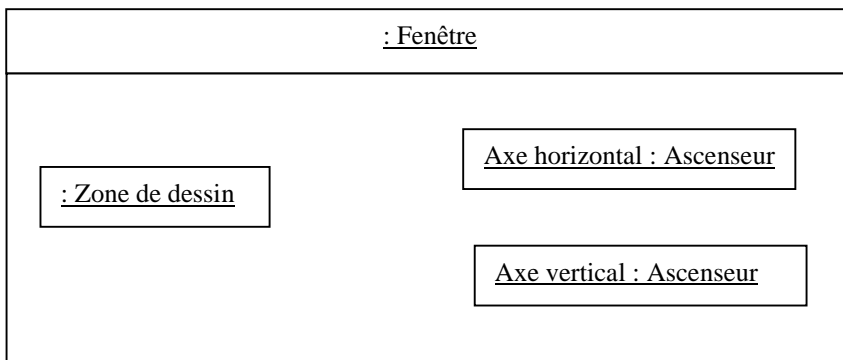 : Fenêtre
Axe horizontal : Ascenseur
: Zone de dessin
Axe vertical : Ascenseur